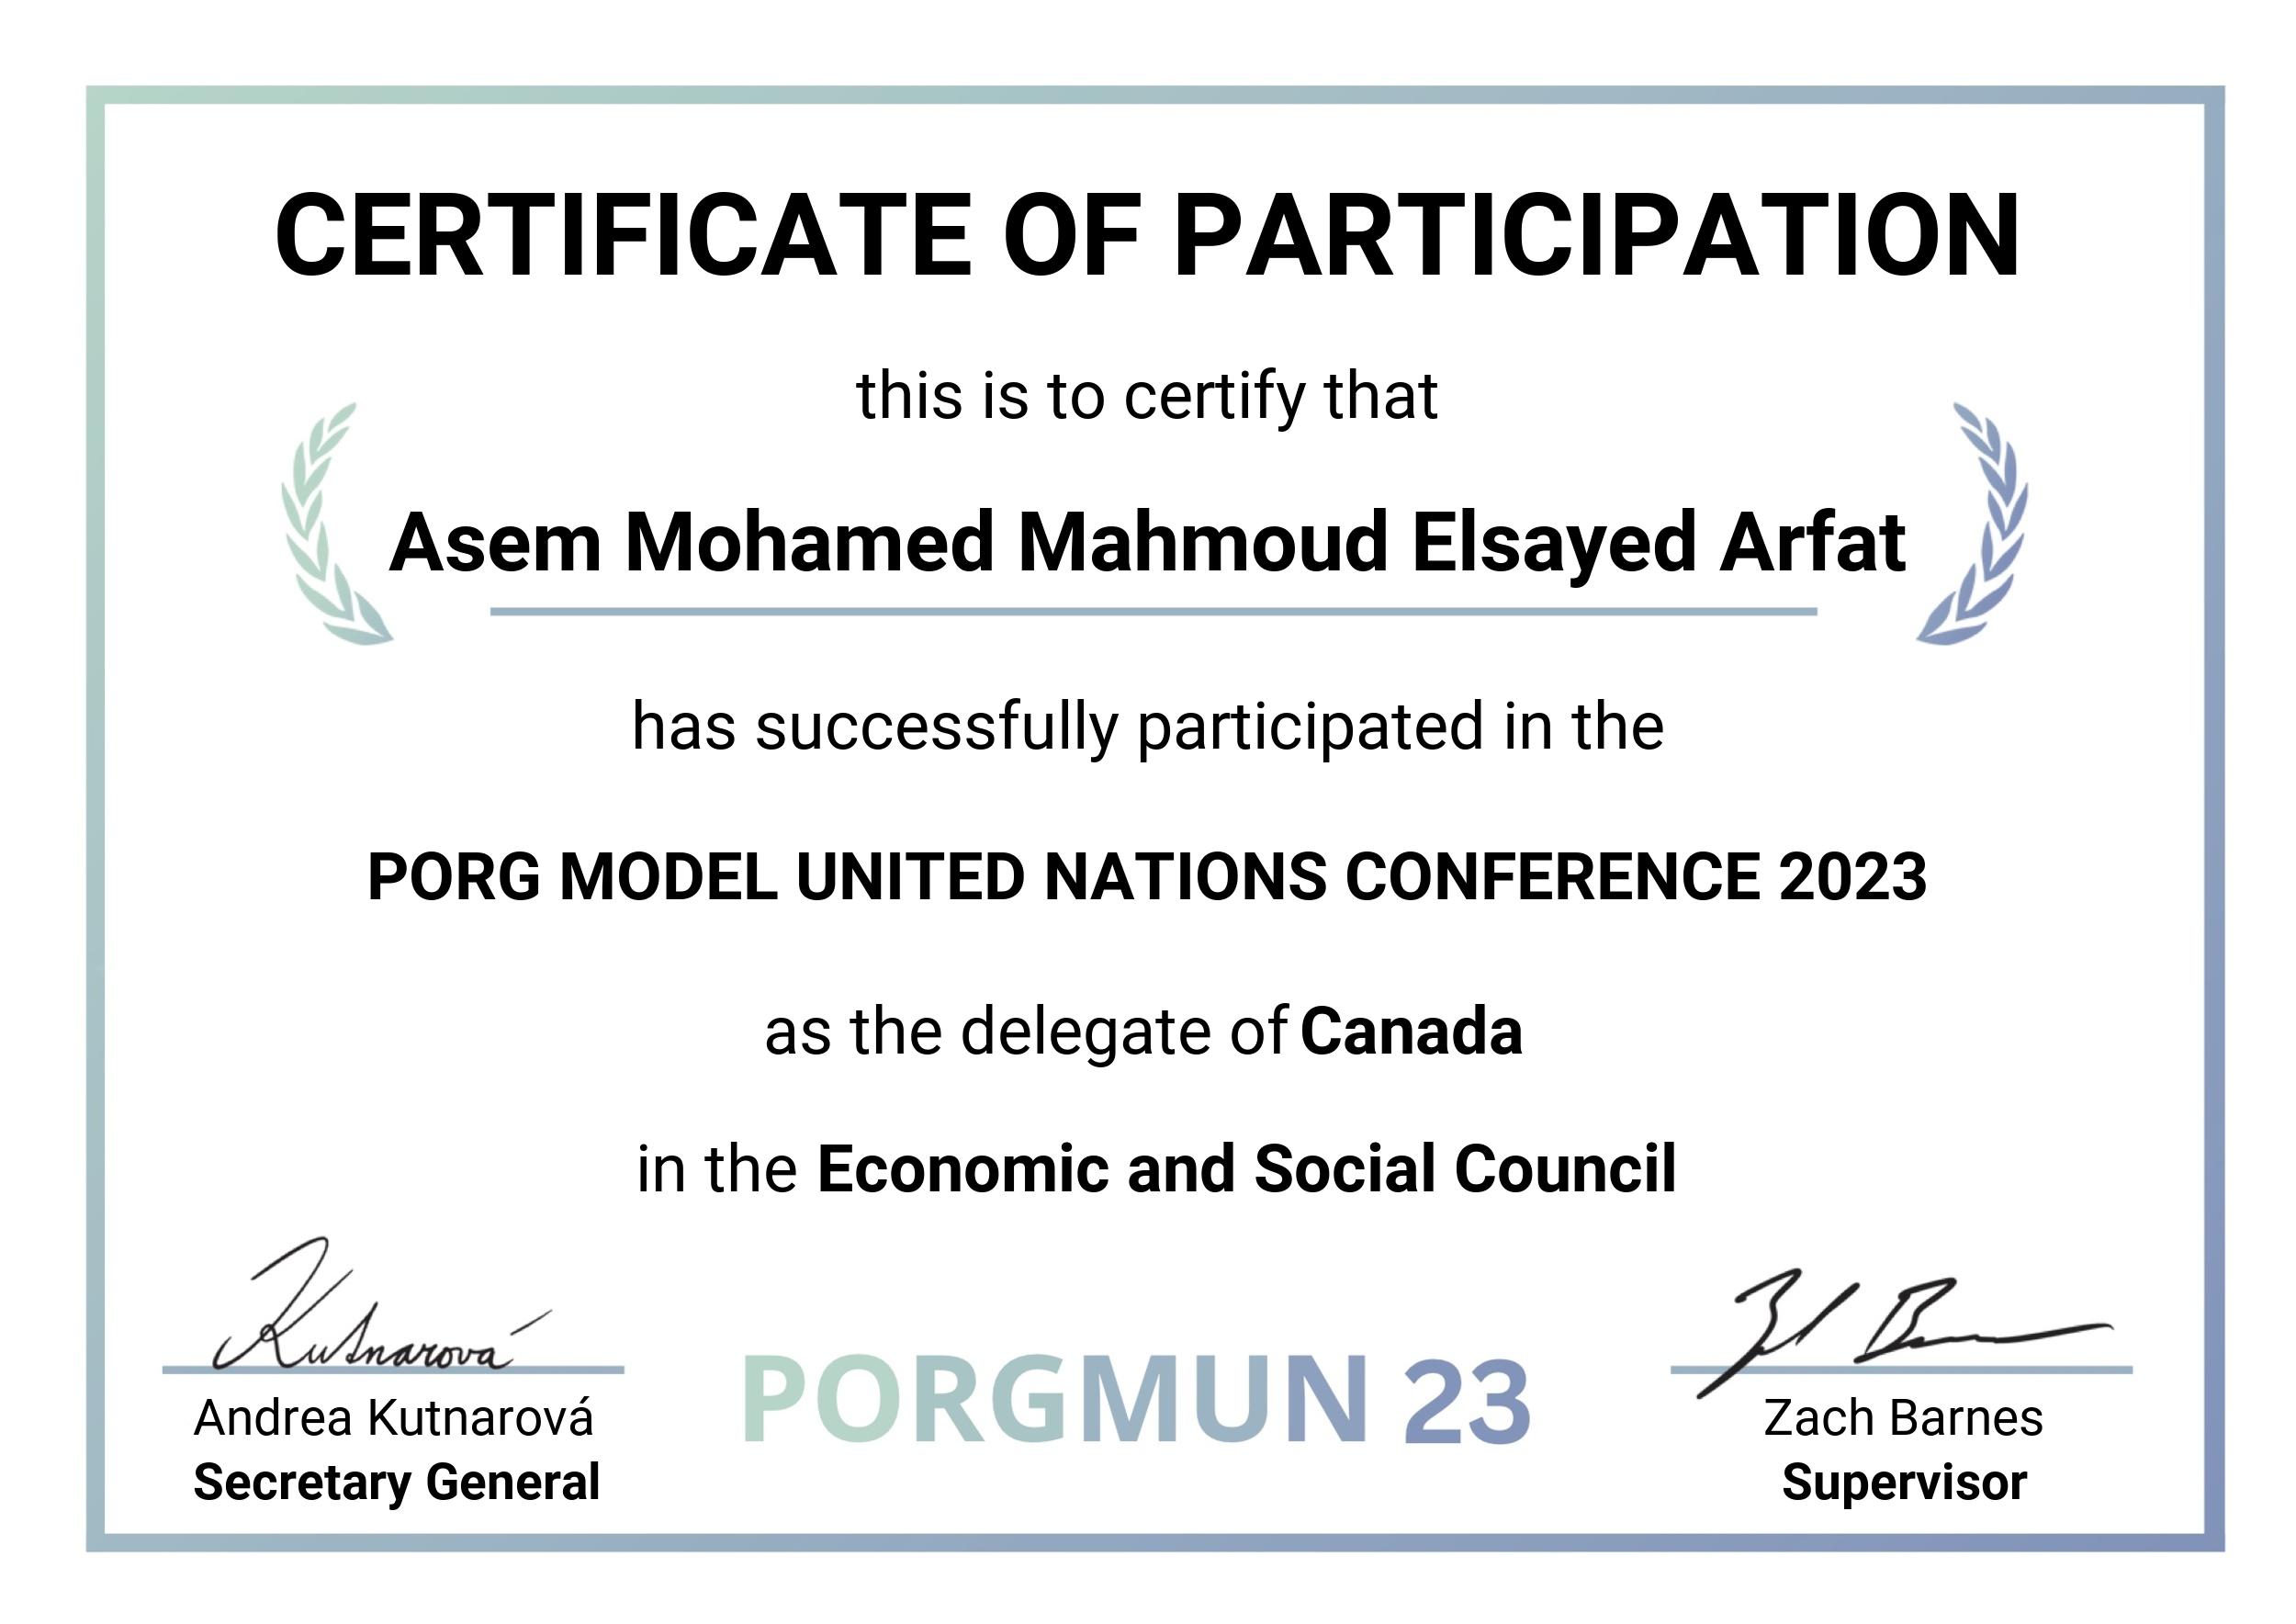 CERTIFICATE OF PARTICIPATION
this is to certify that
Asem Mohamed Mahmoud Elsayed Arfat
has successfully participated in the
PORG MODEL UNITED NATIONS CONFERENCE 2023
as the delegate of Canada
in the Economic and Social Council
Kutnarová
Andrea Kutnarová
Secretary General
PORGMUN 23
Zach Barnes
Supervisor